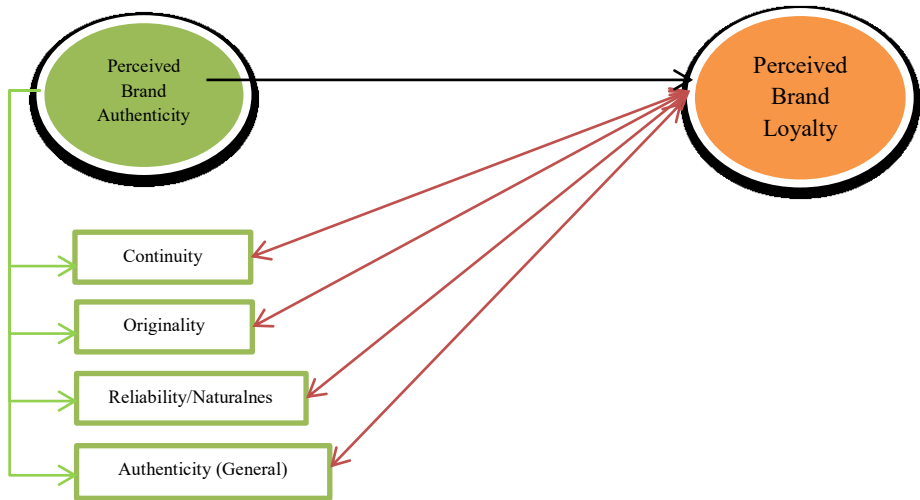 Perceived
Brand
Authenticity
Perceived
Brand
Loyalty
Continuity
Originality
Reliability/Naturalnes
Authenticity (General)